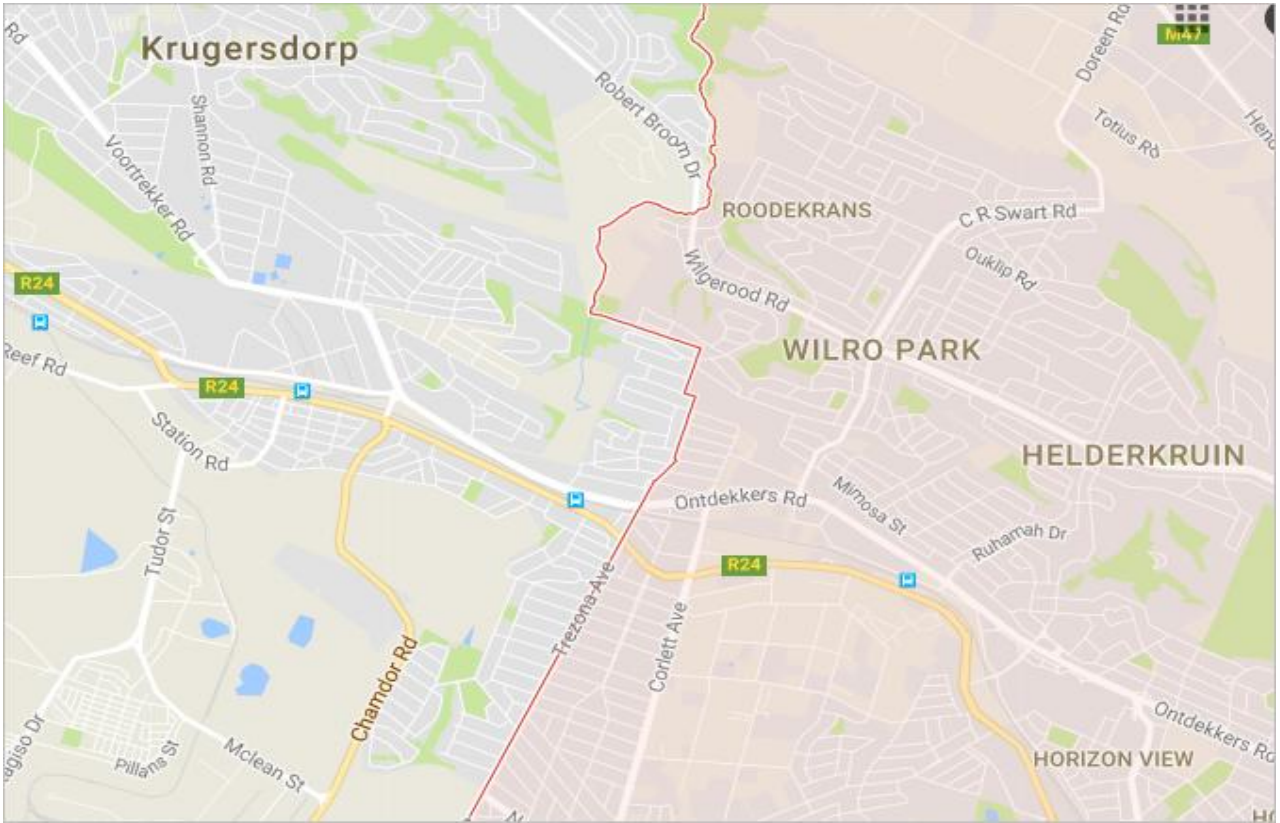 Krugersdorp
M47
Rd
Doreen Rd
Robert Broom Dr
Shannon Rd
Totius Rd
Voortrekker Rd
ROODEKRANS
C R Swart Rd
Ouklip Rd
R24
Wilgerood Rd
WILRO PARK
Reef Rd
R24
Station Rd
HELDERKRUIN
Ontdekkers Rd
Mimosa St
Tudor St
Ruhamah Dr
R24
Trezona Ave
Corlett Ave
Chamdor Rd
Ontdekkers Rd
Pillans St
Mclean St
HORIZON VIEW